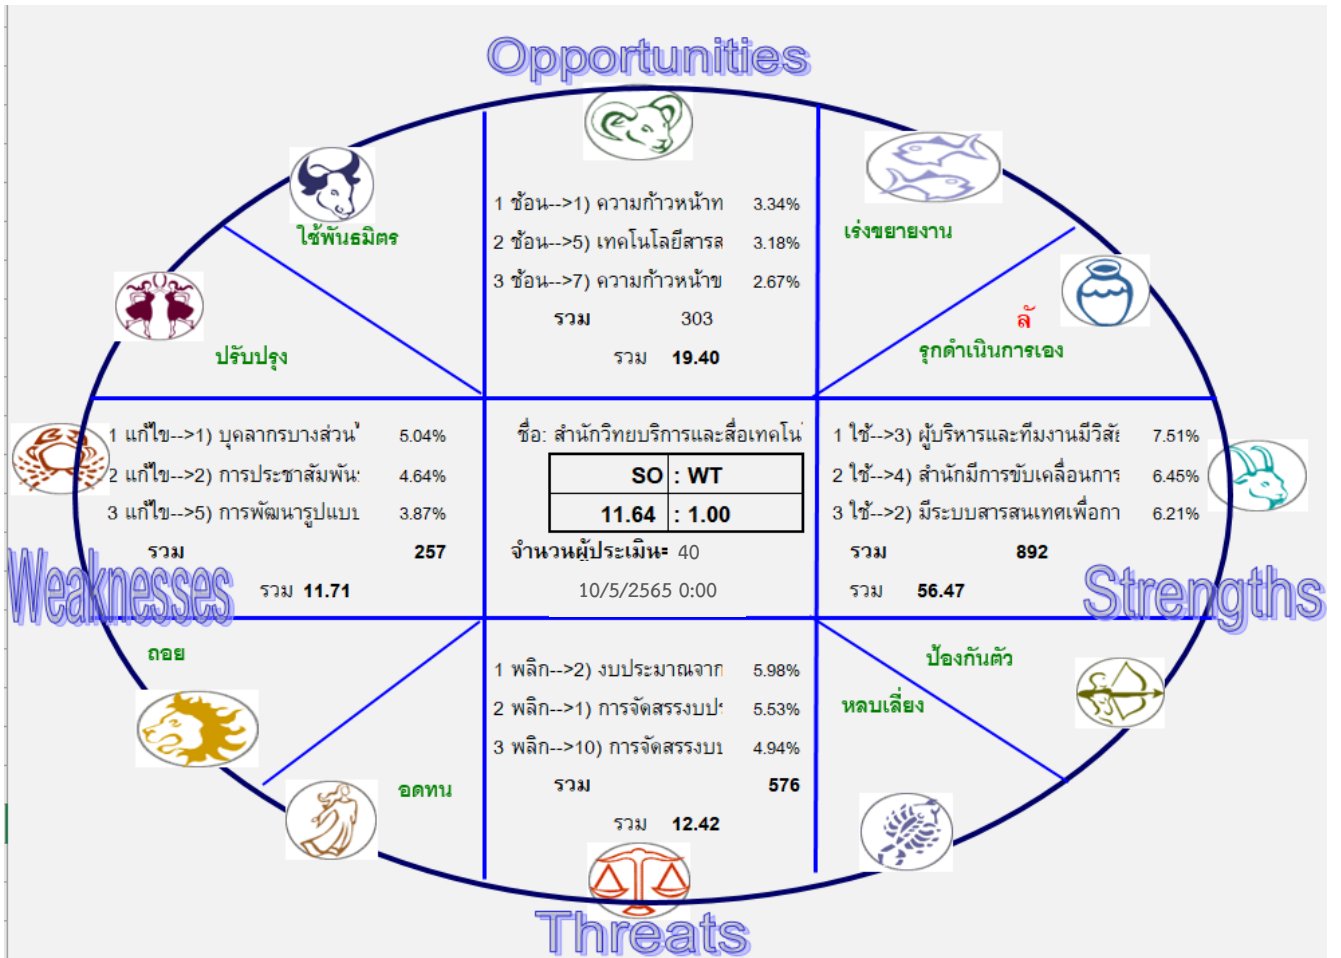 Opportunities
1 ช้อน-->1) ความก้าวหน้าท 3.34%
2 ช้อน-->5) เทคโนโลยีสารส 3.18%
3 ช้อน-->7) ความก้าวหน้าข 2.67%
รวม 303
รวม 19.40
ใช้พันธมิตร
ปรับปรุง
เร่งขยายงาน
ลั
รุกดำเนินการเอง
1 แก้ไข-->1) บุคลากรบางส่วน 5.04%
2 แก้ไข-->2) การประชาสัมพัน 4.64%
3 แก้ไข-->5) การพัฒนารูปแบบ 3.87%
รวม 257
รวม 11.71
Weaknesses
ชื่อ: สำนักวิทยบริการและสื่อเทคโน
SO : WT
11.64 : 1.00
จำนวนผู้ประเมิน= 40
10/5/2565 0:00
1 ใช้-->3) ผู้บริหารและทีมงานมีวิสั 7.51%
2 ใช้-->4) สำนักมีการขับเคลื่อนการ 6.45%
3 ใช้-->2) มีระบบสารสนเทศเพื่อกา 6.21%
รวม 892
รวม 56.47
Strengths
ถอย
อดทน
1 พลิก-->2) งบประมาณจาก 5.98%
2 พลิก-->1) การจัดสรรงบป 5.53%
3 พลิก-->10) การจัดสรรงบ 4.94%
รวม 576
รวม 12.42
ป้องกันตัว
หลบเลี่ยง
Threats